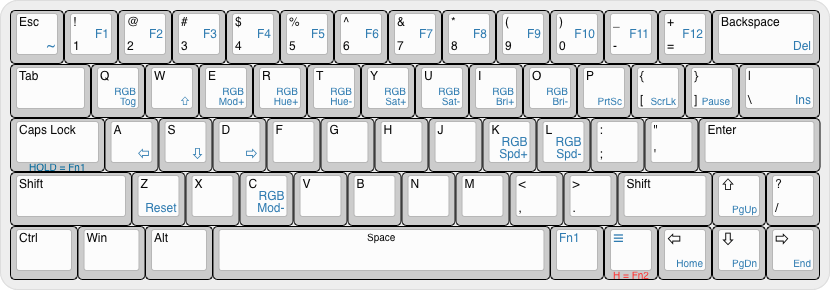 Esc ~ ! 1 F1 @ 2 F2 # 3 F3 $ 4 F4 % 5 F5 ^ 6 F6 & 7 F7 * 8 F8 ( 9 F9 ) 0 F10 _ - F11 + = F12 Backspace Del
Tab Q RGB Tog W ⇧ E RGB Mod+ R RGB Hue+ T RGB Hue- Y RGB Sat+ U RGB Sat- I RGB Bri+ O RGB Bri- P PrtSc { [ ScrLk } ] Pause | \ Ins
Caps Lock HOLD = Fn1 A ⇦ S ⇩ D ⇨ F G H J K RGB Spd+ L RGB Spd- : ; " ' Enter
Shift Z Reset X C RGB Mod- V B N M < , > . Shift ⇧ PgUp ? /
Ctrl Win Alt Space Fn1 ≡ H = Fn2 ⇦ Home ⇩ PgDn ⇨ End